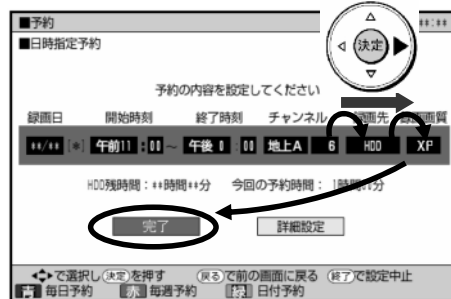 ■予約 **:**
■日時指定予約
決定
予約の内容を設定してください
録画日 開始時刻 終了時刻 チャンネル 録画先 録画画質
**/** [*] 午前11:00～ 午後 0:00 地上A 6 HDD XP
HDD残時間:**時間**分 今回の予約時間: 1時間**分
完了 詳細設定
で選択し 決定 を押す 戻る で前の画面に戻る 終了 で設定中止
青 毎日予約 赤 毎週予約 緑 日付予約